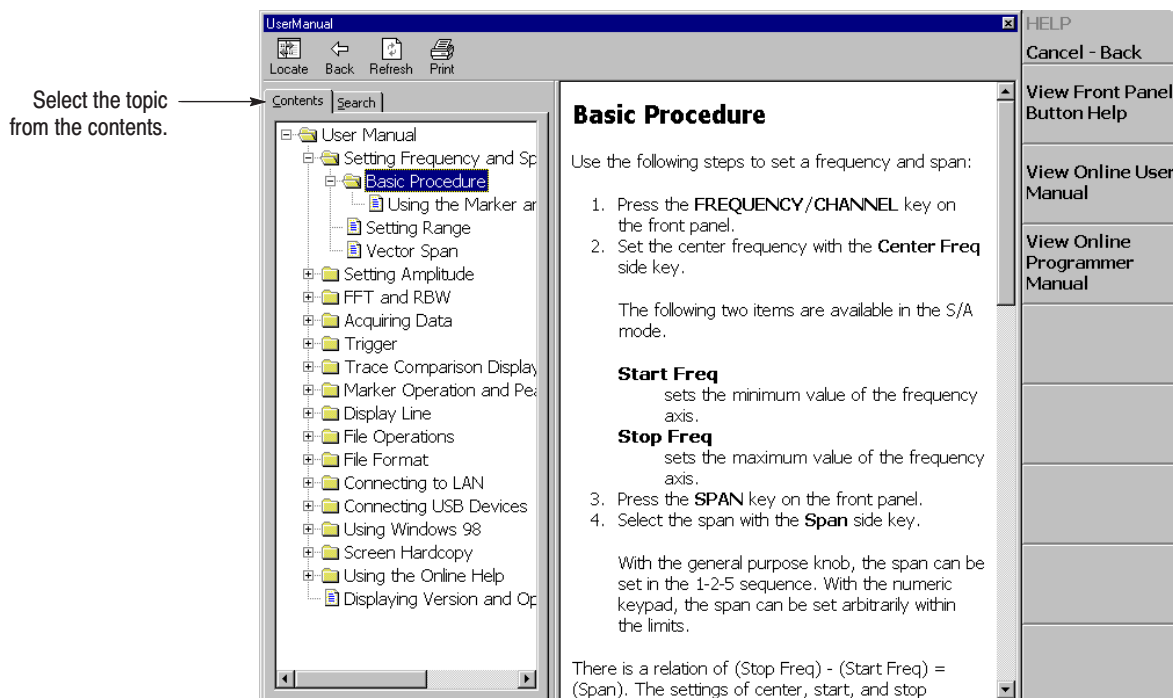 UserManual
Locate Back Refresh Print
Select the topic
from the contents.
Contents Search
User Manual
Setting Frequency and Sp
Basic Procedure
Using the Marker ar
Setting Range
Vector Span
Setting Amplitude
FFT and RBW
Acquiring Data
Trigger
Trace Comparison Display
Marker Operation and Pea
Display Line
File Operations
File Format
Connecting to LAN
Connecting USB Devices
Using Windows 98
Screen Hardcopy
Using the Online Help
Displaying Version and Op
Basic Procedure
Use the following steps to set a frequency and span:
1. Press the FREQUENCY/CHANNEL key on
the front panel.
2. Set the center frequency with the Center Freq
side key.
The following two items are available in the S/A
mode.
Start Freq
sets the minimum value of the frequency
axis.
Stop Freq
sets the maximum value of the frequency
axis.
3. Press the SPAN key on the front panel.
4. Select the span with the Span side key.
With the general purpose knob, the span can be
set in the 1-2-5 sequence. With the numeric
keypad, the span can be set arbitrarily within
the limits.
There is a relation of (Stop Freq) - (Start Freq) =
(Span). The settings of center, start, and stop
HELP
Cancel - Back
View Front Panel
Button Help
View Online User
Manual
View Online
Programmer
Manual